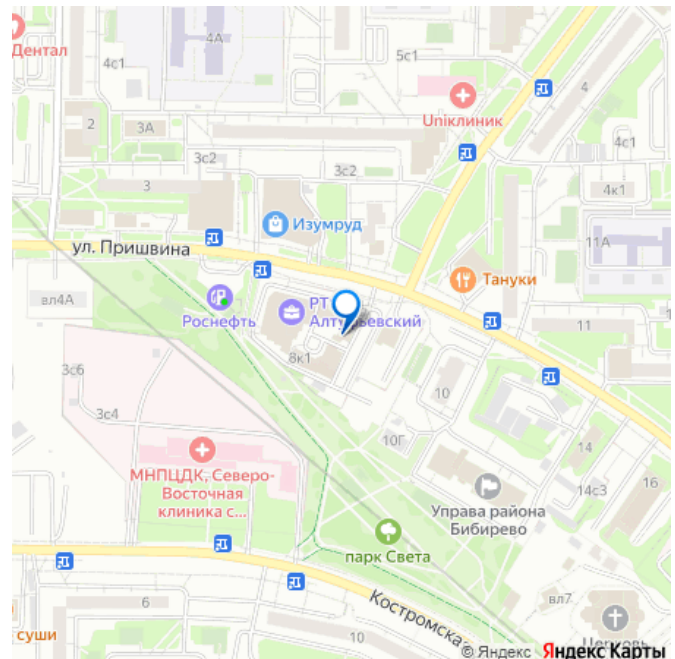 Дентал
4А
4с1
5с1
4
Uniклиник
2
3А
4с1
3с2
3с2
3
4к1
Изумруд
11А
ул. Пришвина
Тануки
вл4А
Роснефть
РТ
Алтуфьевский
11
8к1
3с6
10
3с4
10Г
14
МНПЦДК, Северо-
Восточная
клиника с...
14с3
16
Управа района
Бибирево
парк Света
вл7
6
Костромская
суши
10
Церковь
© Яндекс Яндекс Карты